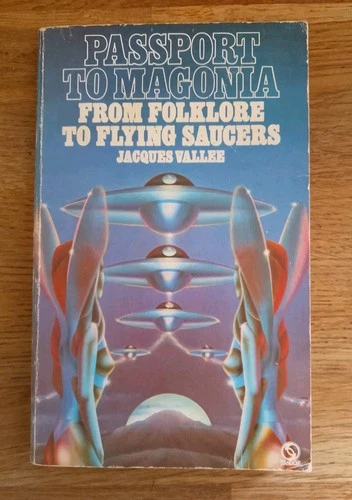 PASSPORT
TO MAGONIA
FROM FOLKLORE
TO FLYING SAUCERS
JACQUES VALLEE